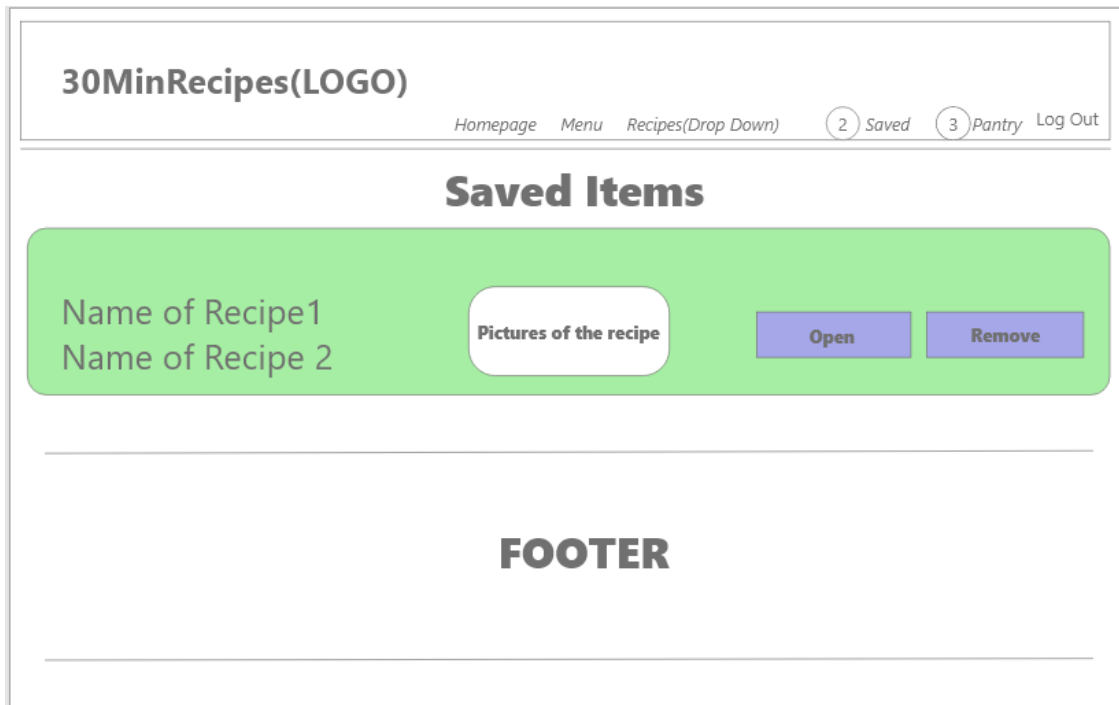 30MinRecipes(LOGO)
Homepage Menu Recipes(Drop Down) 2 Saved 3 Pantry Log Out
Saved Items
Name of Recipe1
Name of Recipe 2
Pictures of the recipe
Open Remove
FOOTER